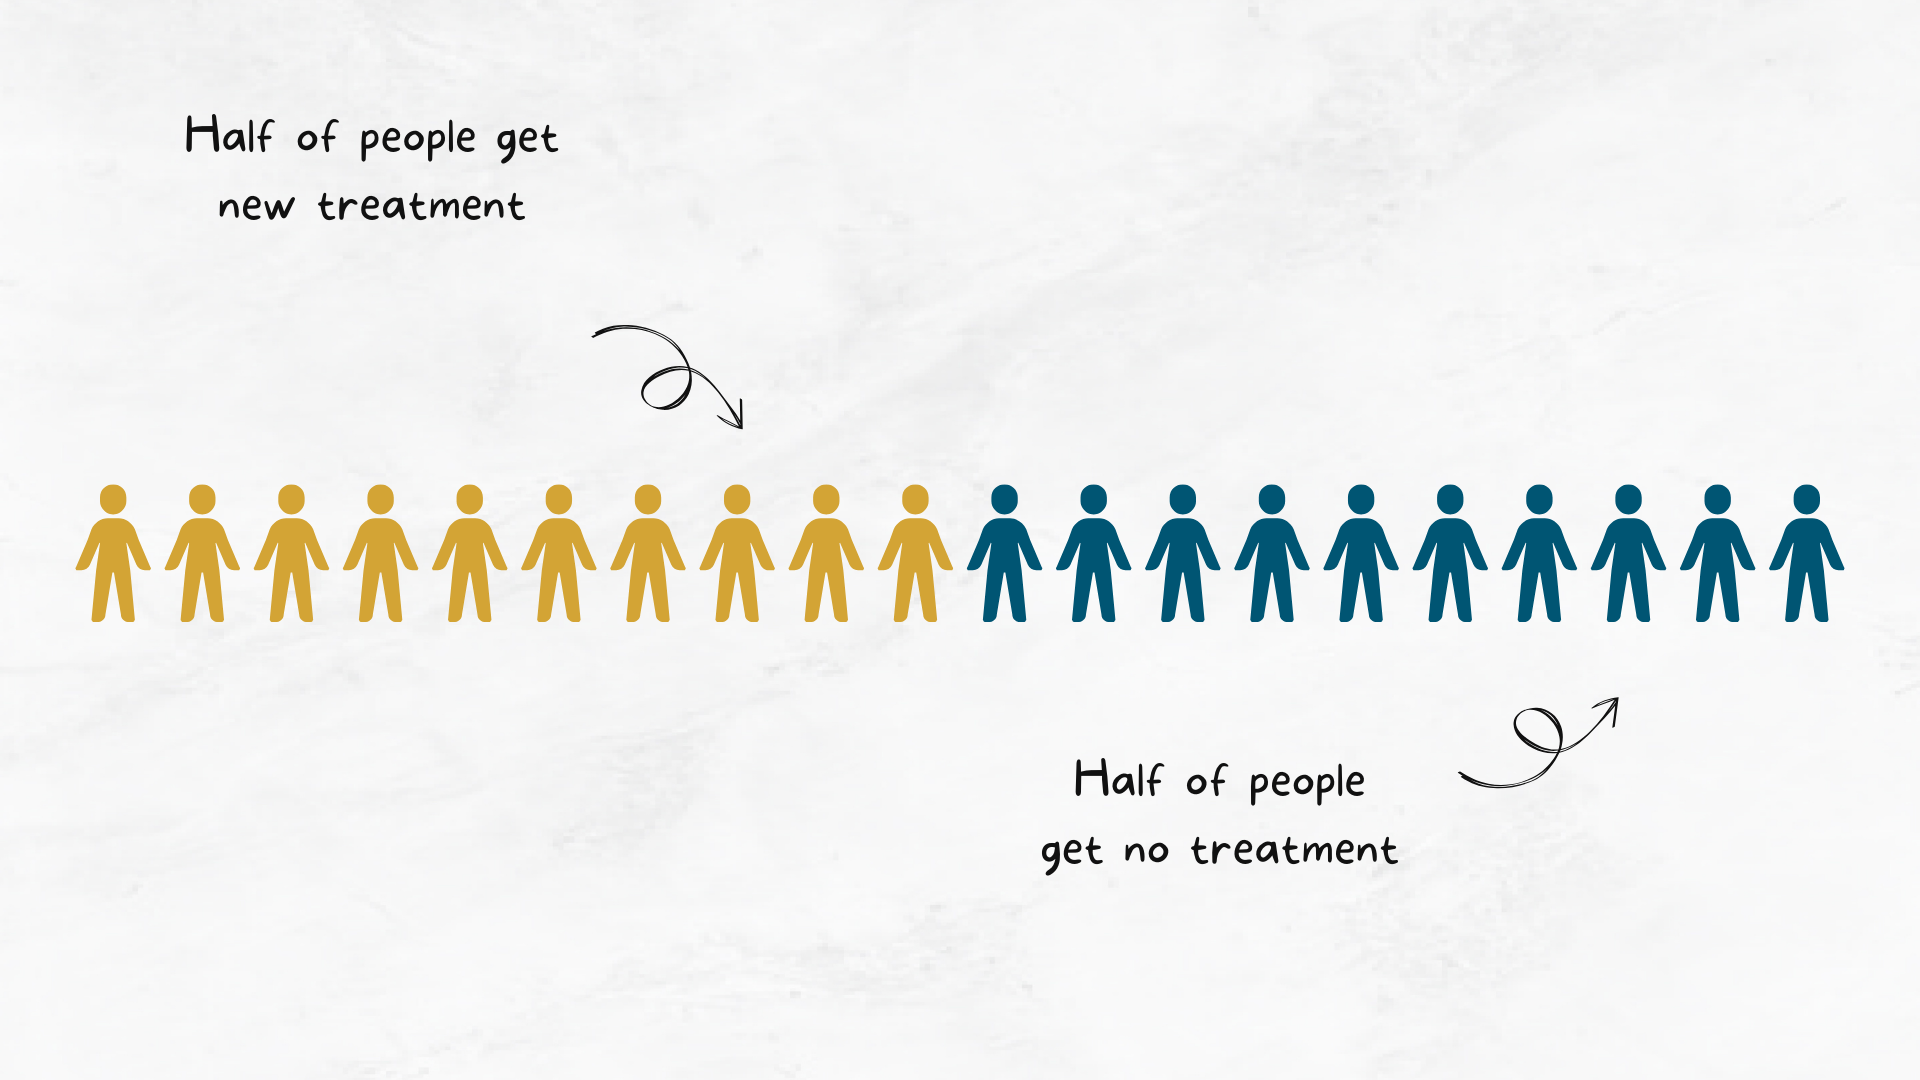 Half of people get
new treatment
Half of people
get no treatment